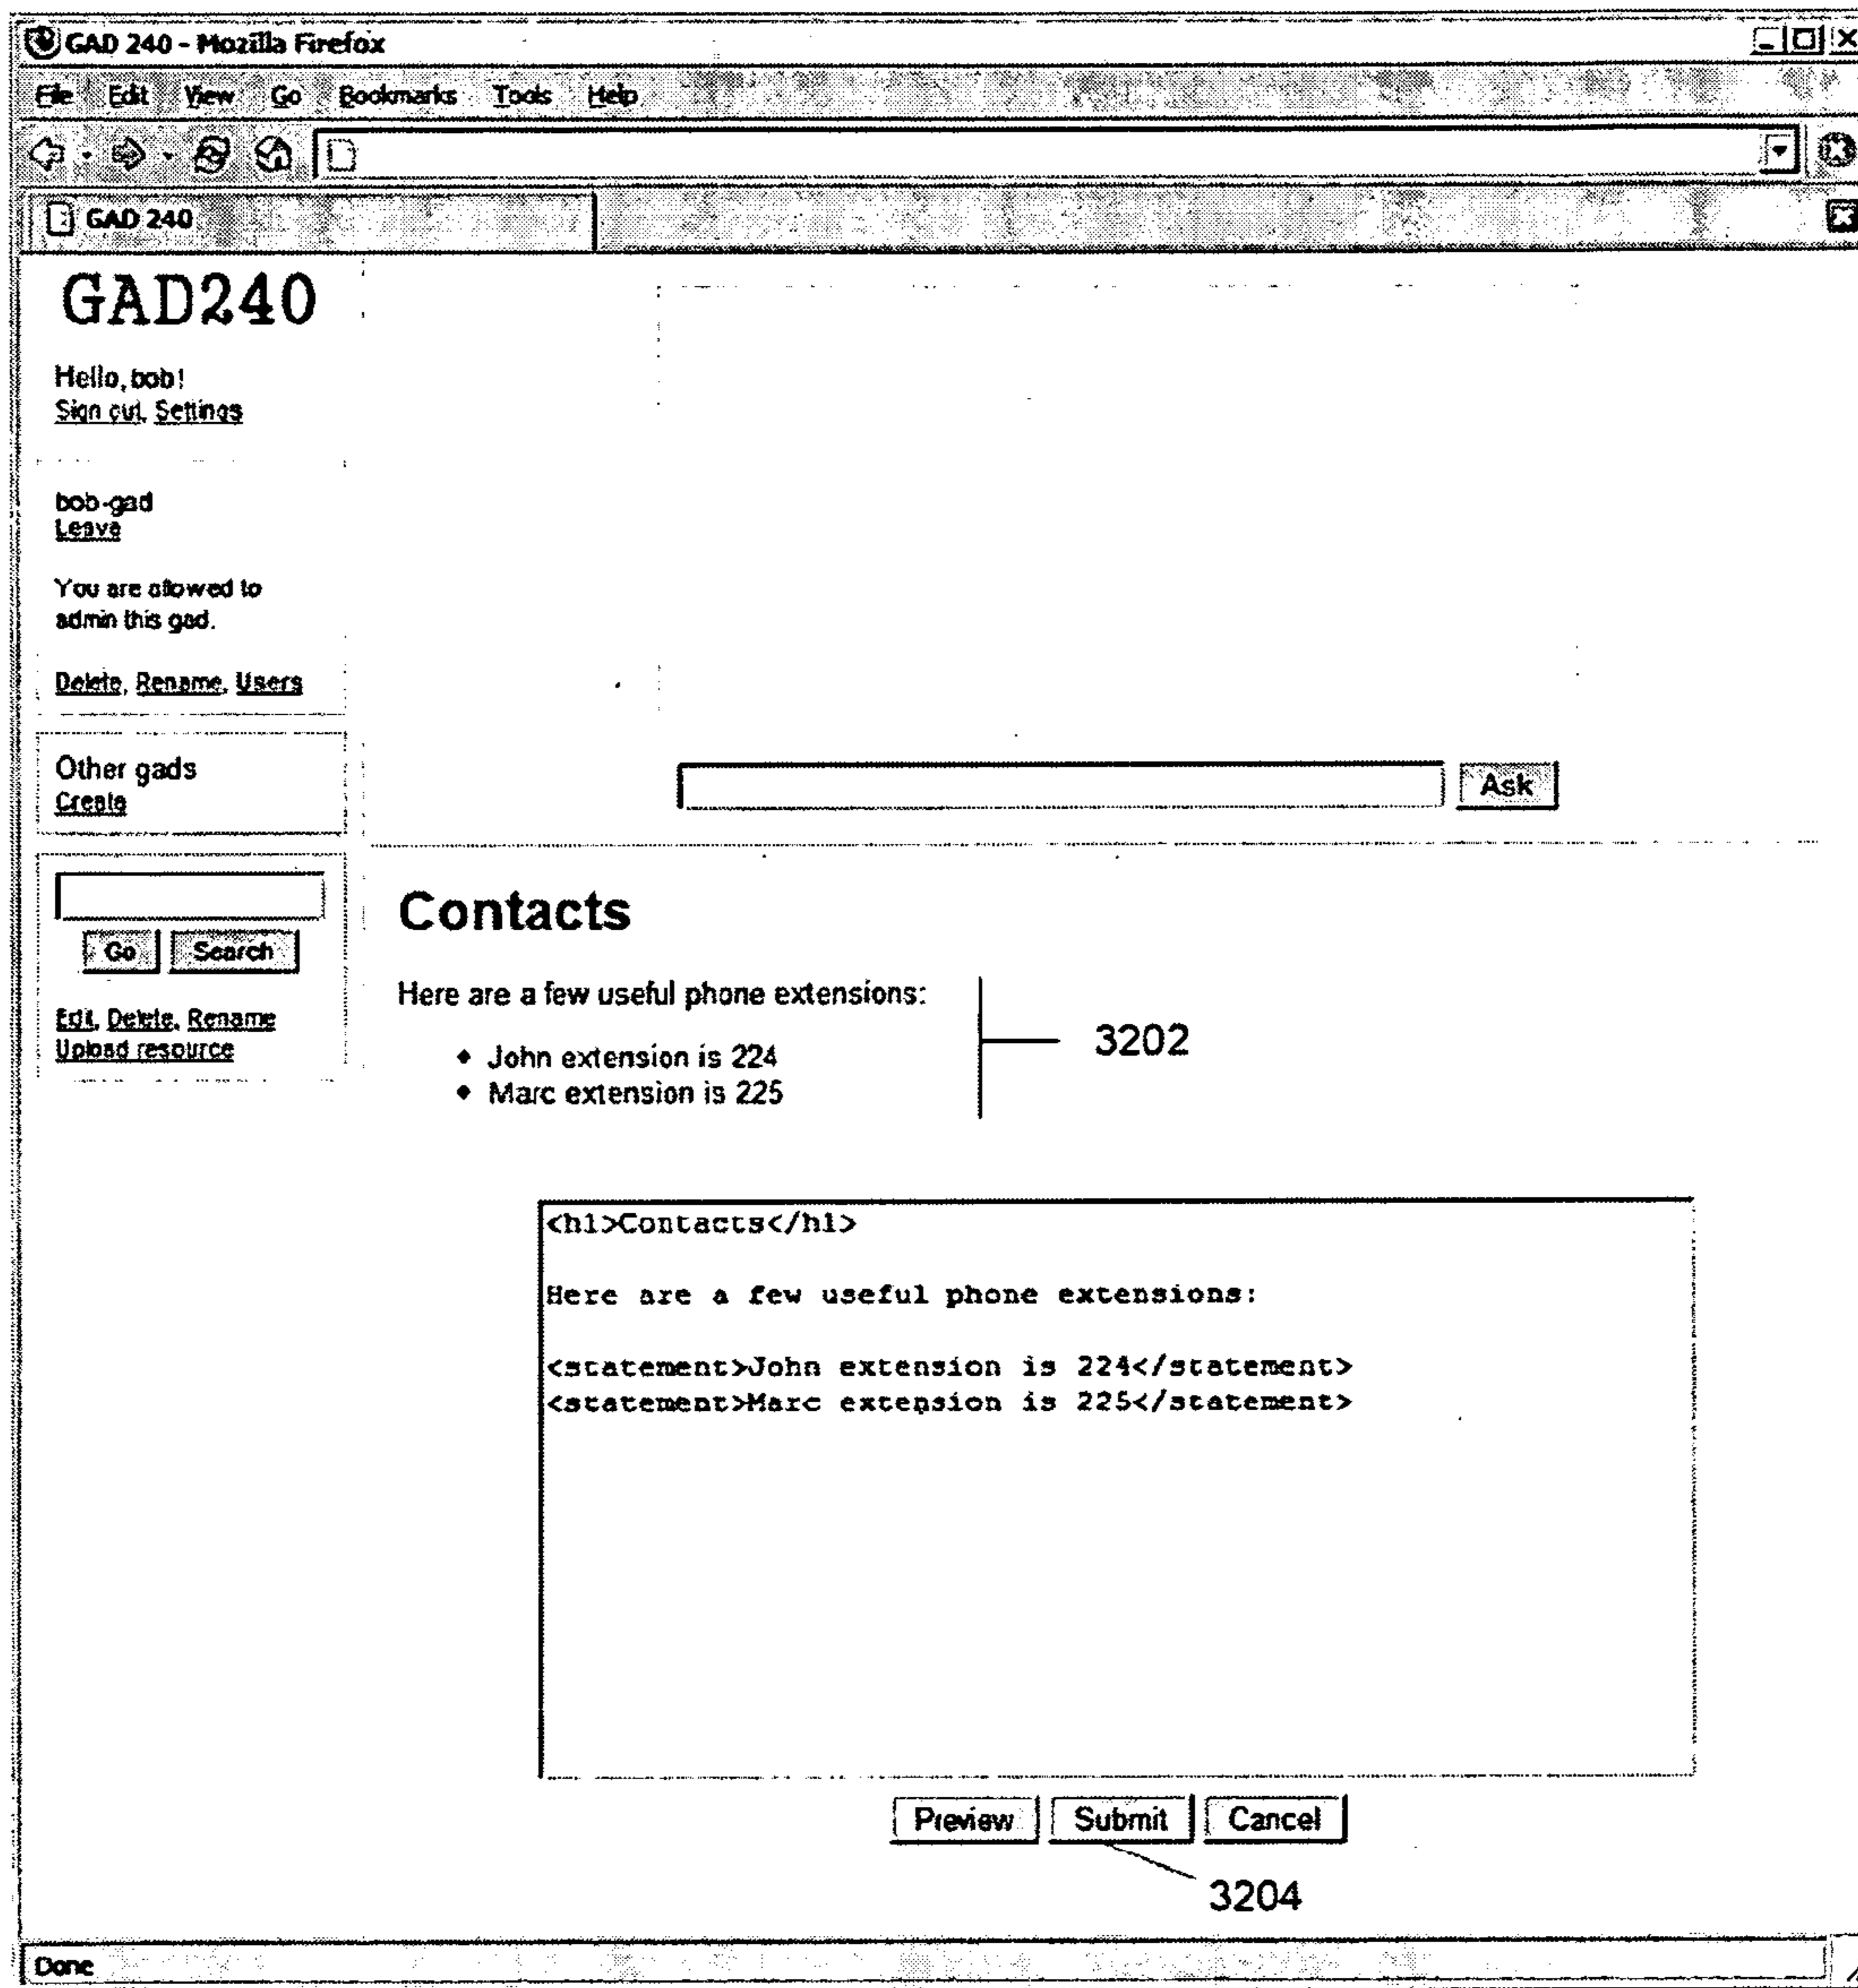 GAD 240 - Mozilla Firefox
File Edit View Go Bookmarks Tools Help
GAD 240
GAD240
Hello, bob!
Sign out, Settings
bob-gad
Leave
You are allowed to
admin this gad.
Delete, Rename, Users
Other gads
Create
Ask
Go Search
Edit, Delete, Rename
Upload resource
Contacts
Here are a few useful phone extensions:
John extension is 224
Marc extension is 225
3202
<h1>Contacts</h1>
Here are a few useful phone extensions:
<statement>John extension is 224</statement>
<statement>Marc extension is 225</statement>
Preview Submit Cancel
3204
Done